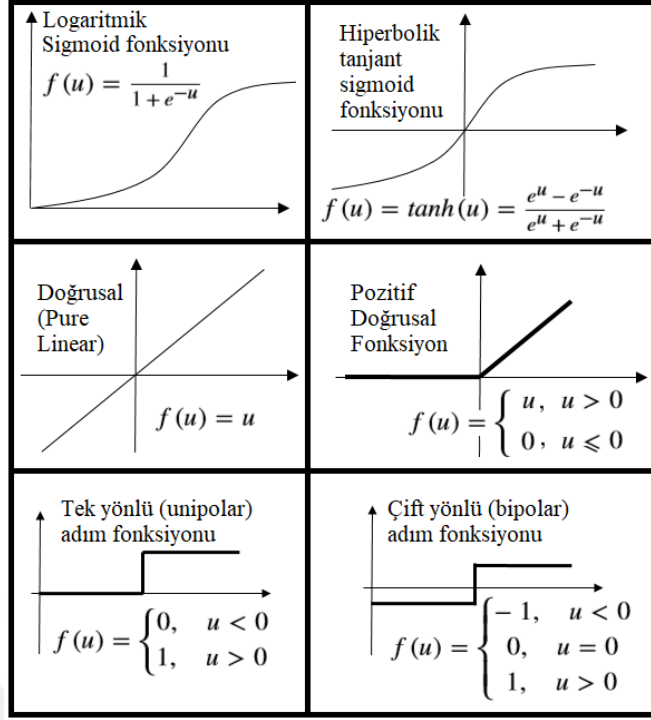 Logaritmik
Sigmoid fonksiyonu
f(u) = 1 / (1 + e^{−u})
Hiperbolik
tanjant
sigmoid
fonksiyonu
f(u) = tanh(u) = (e^u − e^{−u}) / (e^u + e^{−u})
Doğrusal
(Pure
Linear)
f(u) = u
Pozitif
Doğrusal
Fonksiyon
f(u) = {
u, u > 0
0, u ⩽ 0
Tek yönlü (unipolar)
adım fonksiyonu
f(u) = {
0, u < 0
1, u > 0
Çift yönlü (bipolar)
adım fonksiyonu
f(u) = {
− 1, u < 0
0, u = 0
1, u > 0